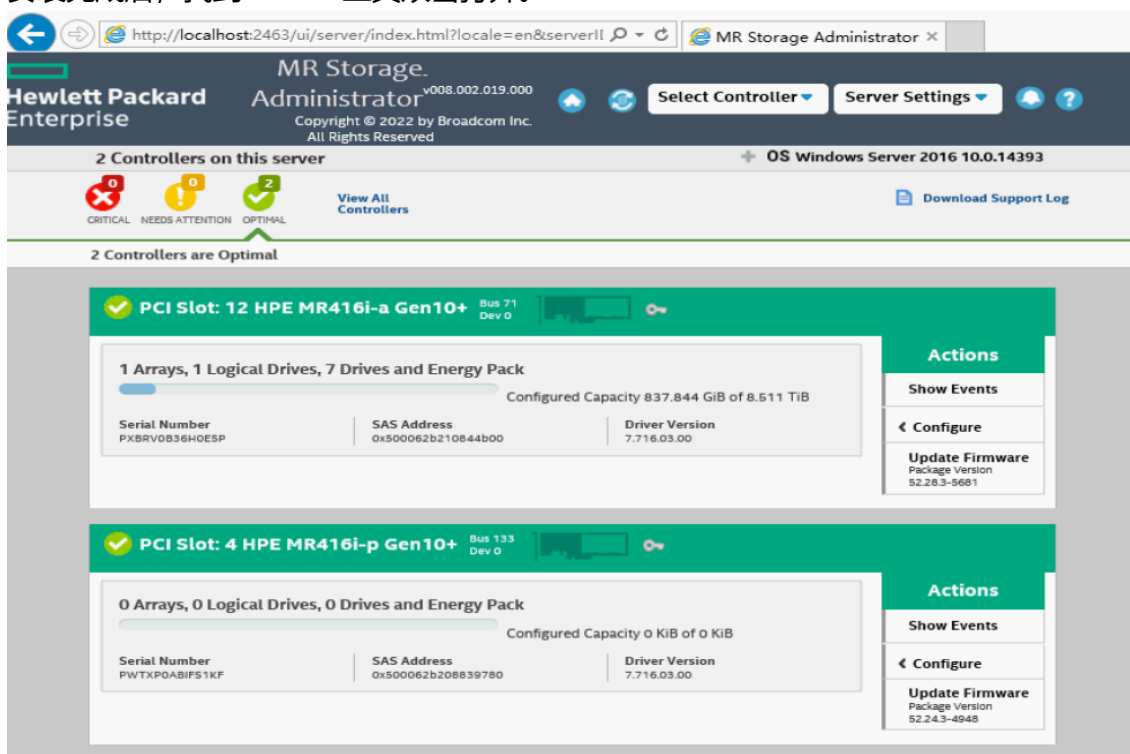 http://localhost:2463/ui/server/index.html?locale=en&serverI
MR Storage Administrator ×
Hewlett Packard
Enterprise
MR Storage.
Administrator v008.002.019.000
Copyright © 2022 by Broadcom Inc.
All Rights Reserved
Select Controller
Server Settings
?
2 Controllers on this server
OS Windows Server 2016 10.0.14393
0
0
2
CRITICAL NEEDS ATTENTION OPTIMAL
View All
Controllers
Download Support Log
2 Controllers are Optimal
PCI Slot: 12 HPE MR416i-a Gen10+ Bus 71
Dev 0
1 Arrays, 1 Logical Drives, 7 Drives and Energy Pack
Configured Capacity 837.844 GiB of 8.511 TiB
Serial Number SAS Address Driver Version
PXBRV0B36H0E5P 0x500062b210844b00 7.716.03.00
Actions
Show Events
Configure
Update Firmware
Package Version
52.28.3-5681
PCI Slot: 4 HPE MR416i-p Gen10+ Bus 133
Dev 0
0 Arrays, 0 Logical Drives, 0 Drives and Energy Pack
Configured Capacity 0 KiB of 0 KiB
Serial Number SAS Address Driver Version
PWTXP0ABIFS1KF 0x500062b208839780 7.716.03.00
Actions
Show Events
Configure
Update Firmware
Package Version
52.24.3-4948